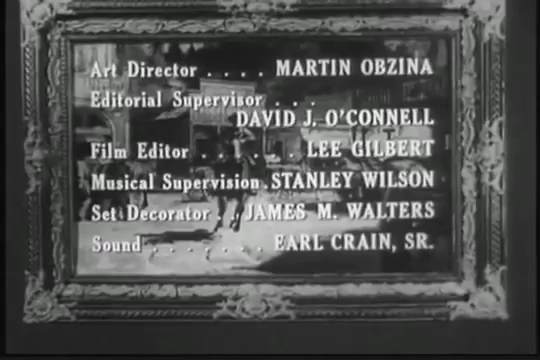 Art Director . . . . MARTIN OBZINA
Editorial Supervisor . . .
DAVID J. O'CONNELL
Film Editor . . . . . . LEE GILBERT
Musical Supervision . STANLEY WILSON
Set Decorator . . JAMES M. WALTERS
Sound . . . . . . . EARL CRAIN, SR.